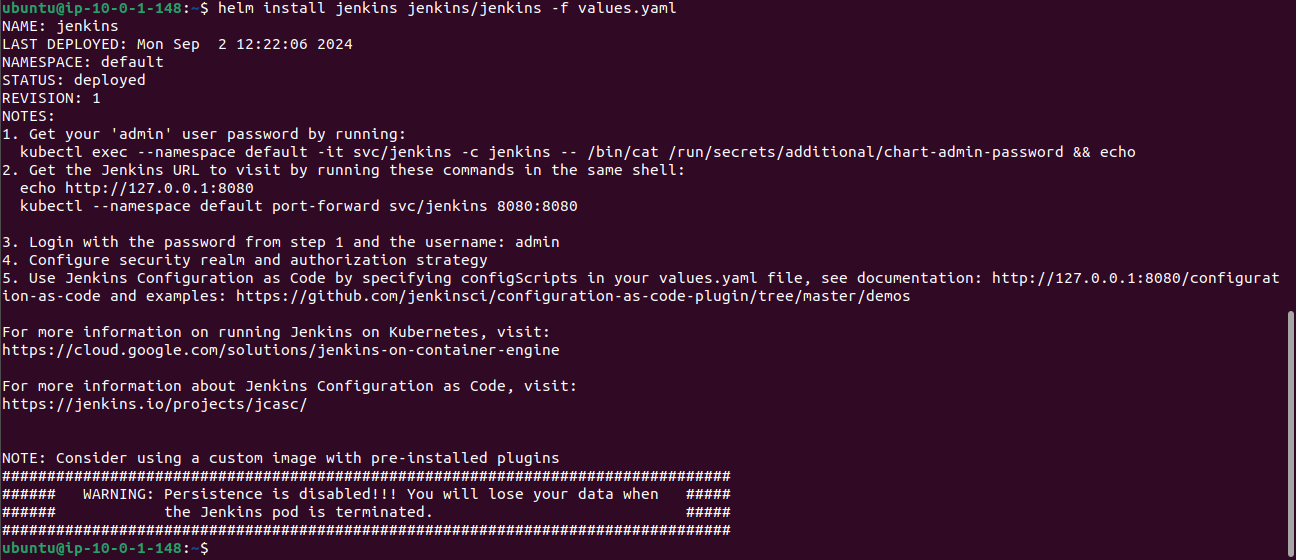 ubuntu@ip-10-0-1-148:~$ helm install jenkins jenkins/jenkins -f values.yaml
NAME: jenkins
LAST DEPLOYED: Mon Sep  2 12:22:06 2024
NAMESPACE: default
STATUS: deployed
REVISION: 1
NOTES:
1. Get your 'admin' user password by running:
  kubectl exec --namespace default -it svc/jenkins -c jenkins -- /bin/cat /run/secrets/additional/chart-admin-password && echo
2. Get the Jenkins URL to visit by running these commands in the same shell:
  echo http://127.0.0.1:8080
  kubectl --namespace default port-forward svc/jenkins 8080:8080

3. Login with the password from step 1 and the username: admin
4. Configure security realm and authorization strategy
5. Use Jenkins Configuration as Code by specifying configScripts in your values.yaml file, see documentation: http://127.0.0.1:8080/configurat
ion-as-code and examples: https://github.com/jenkinsci/configuration-as-code-plugin/tree/master/demos

For more information on running Jenkins on Kubernetes, visit:
https://cloud.google.com/solutions/jenkins-on-container-engine

For more information about Jenkins Configuration as Code, visit:
https://jenkins.io/projects/jcasc/


NOTE: Consider using a custom image with pre-installed plugins
#################################################################################
######   WARNING: Persistence is disabled!!! You will lose your data when   #####
######            the Jenkins pod is terminated.                            #####
#################################################################################
ubuntu@ip-10-0-1-148:~$